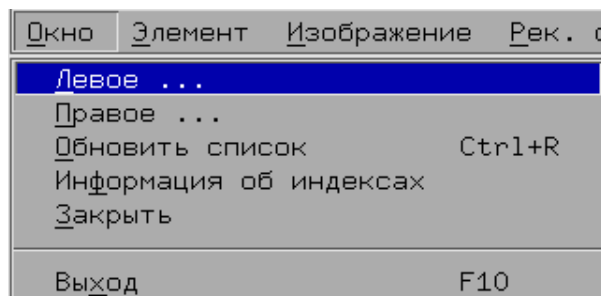 Окно Элемент Изображение Рек.
Левое ...
Правое ...
Обновить список Ctrl+R
Информация об индексах
Закрыть
Выход F10